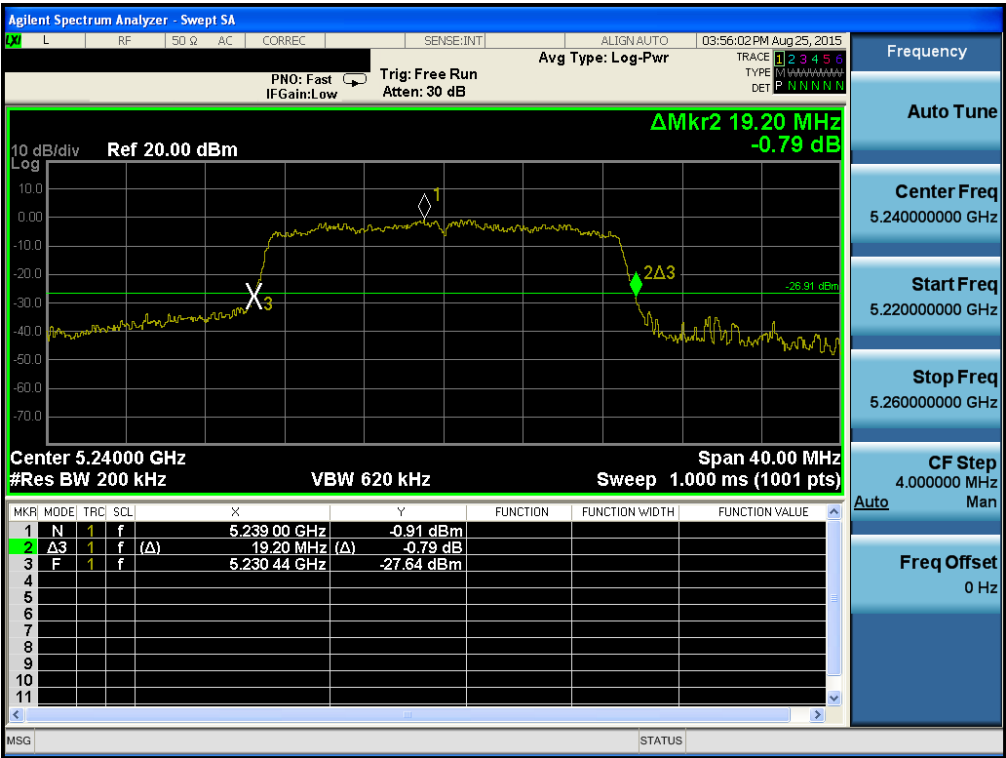 Agilent Spectrum Analyzer - Swept SA
LXI L RF 50 Ω AC CORREC SENSE:INT ALIGN AUTO 03:56:02 PM Aug 25, 2015
Avg Type: Log-Pwr
TRACE 1 2 3 4 5 6
TYPE M WWWWW
DET P N N N N N
PNO: Fast Trig: Free Run
IFGain:Low Atten: 30 dB
ΔMkr2 19.20 MHz
-0.79 dB
10 dB/div Ref 20.00 dBm
Log
10.0
0.00
-10.0
-20.0
-30.0
-40.0
-50.0
-60.0
-70.0
1
2Δ3
3
-26.91 dBm
Center 5.24000 GHz Span 40.00 MHz
#Res BW 200 kHz VBW 620 kHz Sweep 1.000 ms (1001 pts)
MKR MODE TRC SCL X Y FUNCTION FUNCTION WIDTH FUNCTION VALUE
1 N 1 f 5.239 00 GHz -0.91 dBm
2 Δ3 1 f (Δ) 19.20 MHz (Δ) -0.79 dB
3 F 1 f 5.230 44 GHz -27.64 dBm
4
5
6
7
8
9
10
11
MSG STATUS
Frequency
Auto Tune
Center Freq
5.240000000 GHz
Start Freq
5.220000000 GHz
Stop Freq
5.260000000 GHz
CF Step
4.000000 MHz
Auto Man
Freq Offset
0 Hz